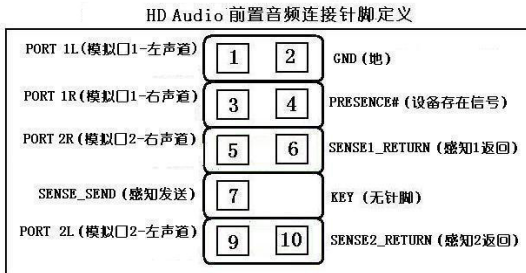 HD Audio 前置音频连接针脚定义
PORT 1L(模拟口1-左声道) 1 2 GND(地)
PORT 1R(模拟口1-右声道) 3 4 PRESENCE#(设备存在信号)
PORT 2R(模拟口2-右声道) 5 6 SENSE1_RETURN(感知1返回)
SENSE_SEND(感知发送) 7 KEY(无针脚)
PORT 2L(模拟口2-左声道) 9 10 SENSE2_RETURN(感知2返回)